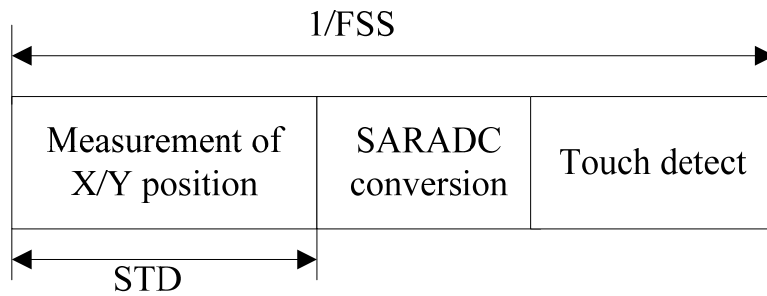 1/FSS
Measurement of
X/Y position
SARADC
conversion
Touch detect
STD